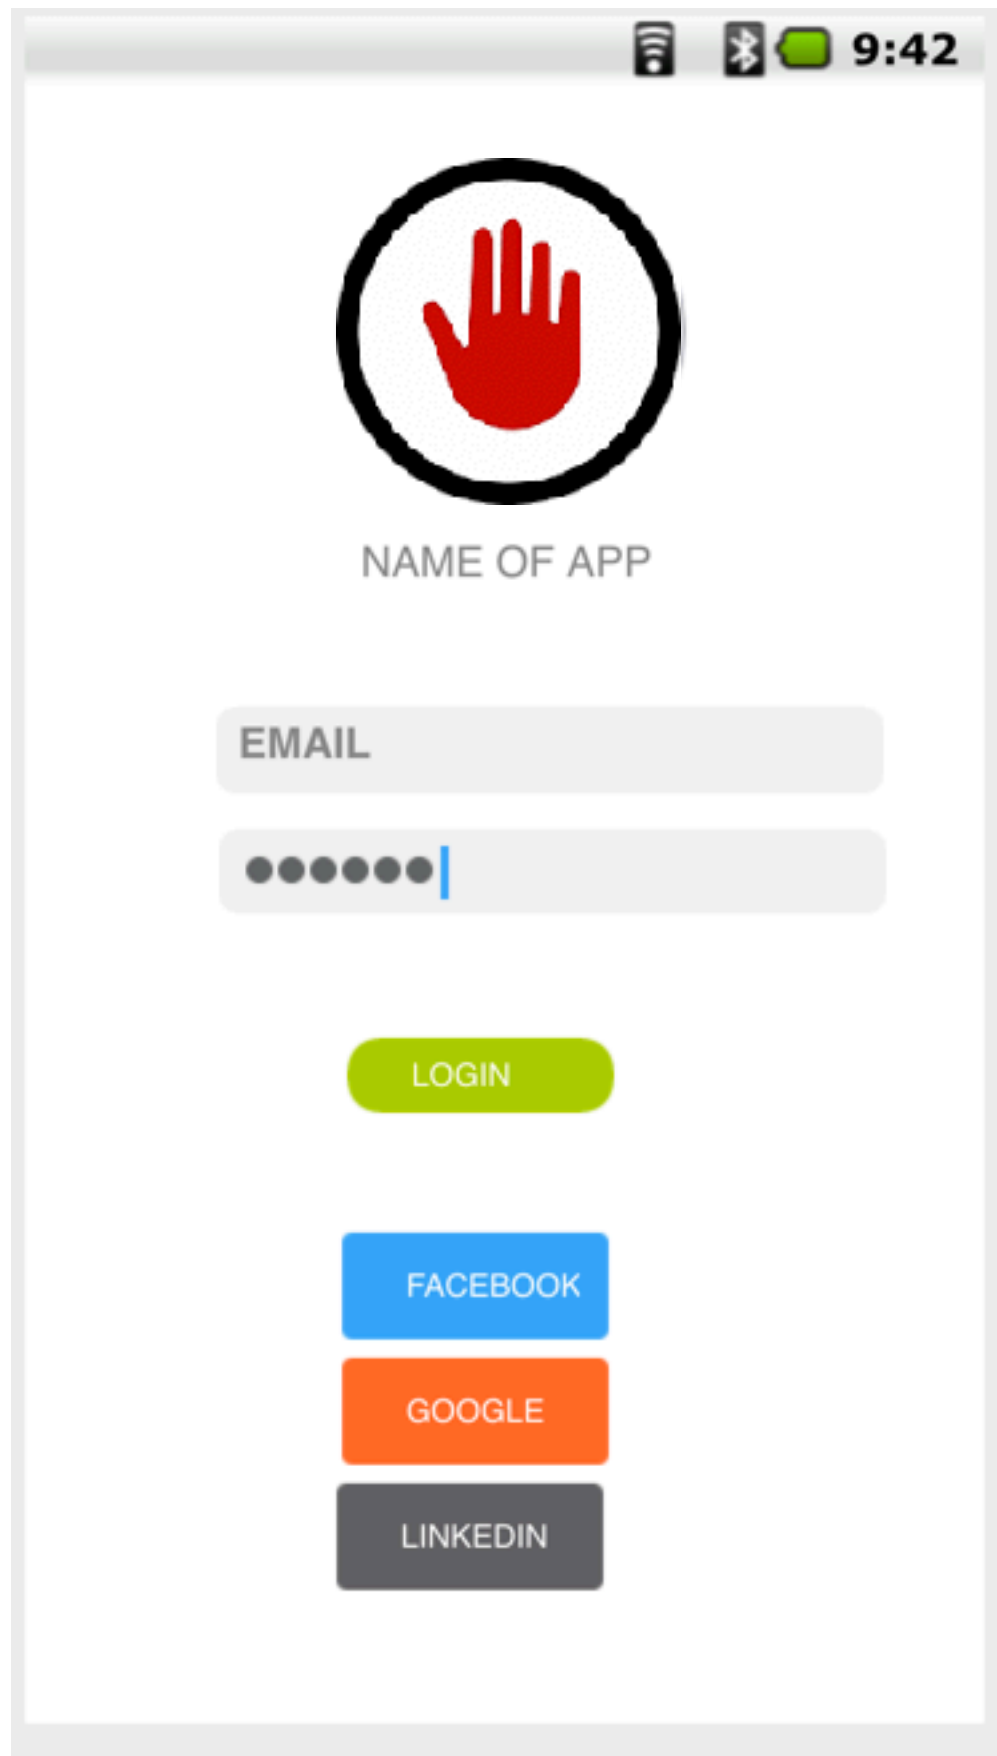 9:42
NAME OF APP
EMAIL
●●●●●●
LOGIN
FACEBOOK
GOOGLE
LINKEDIN